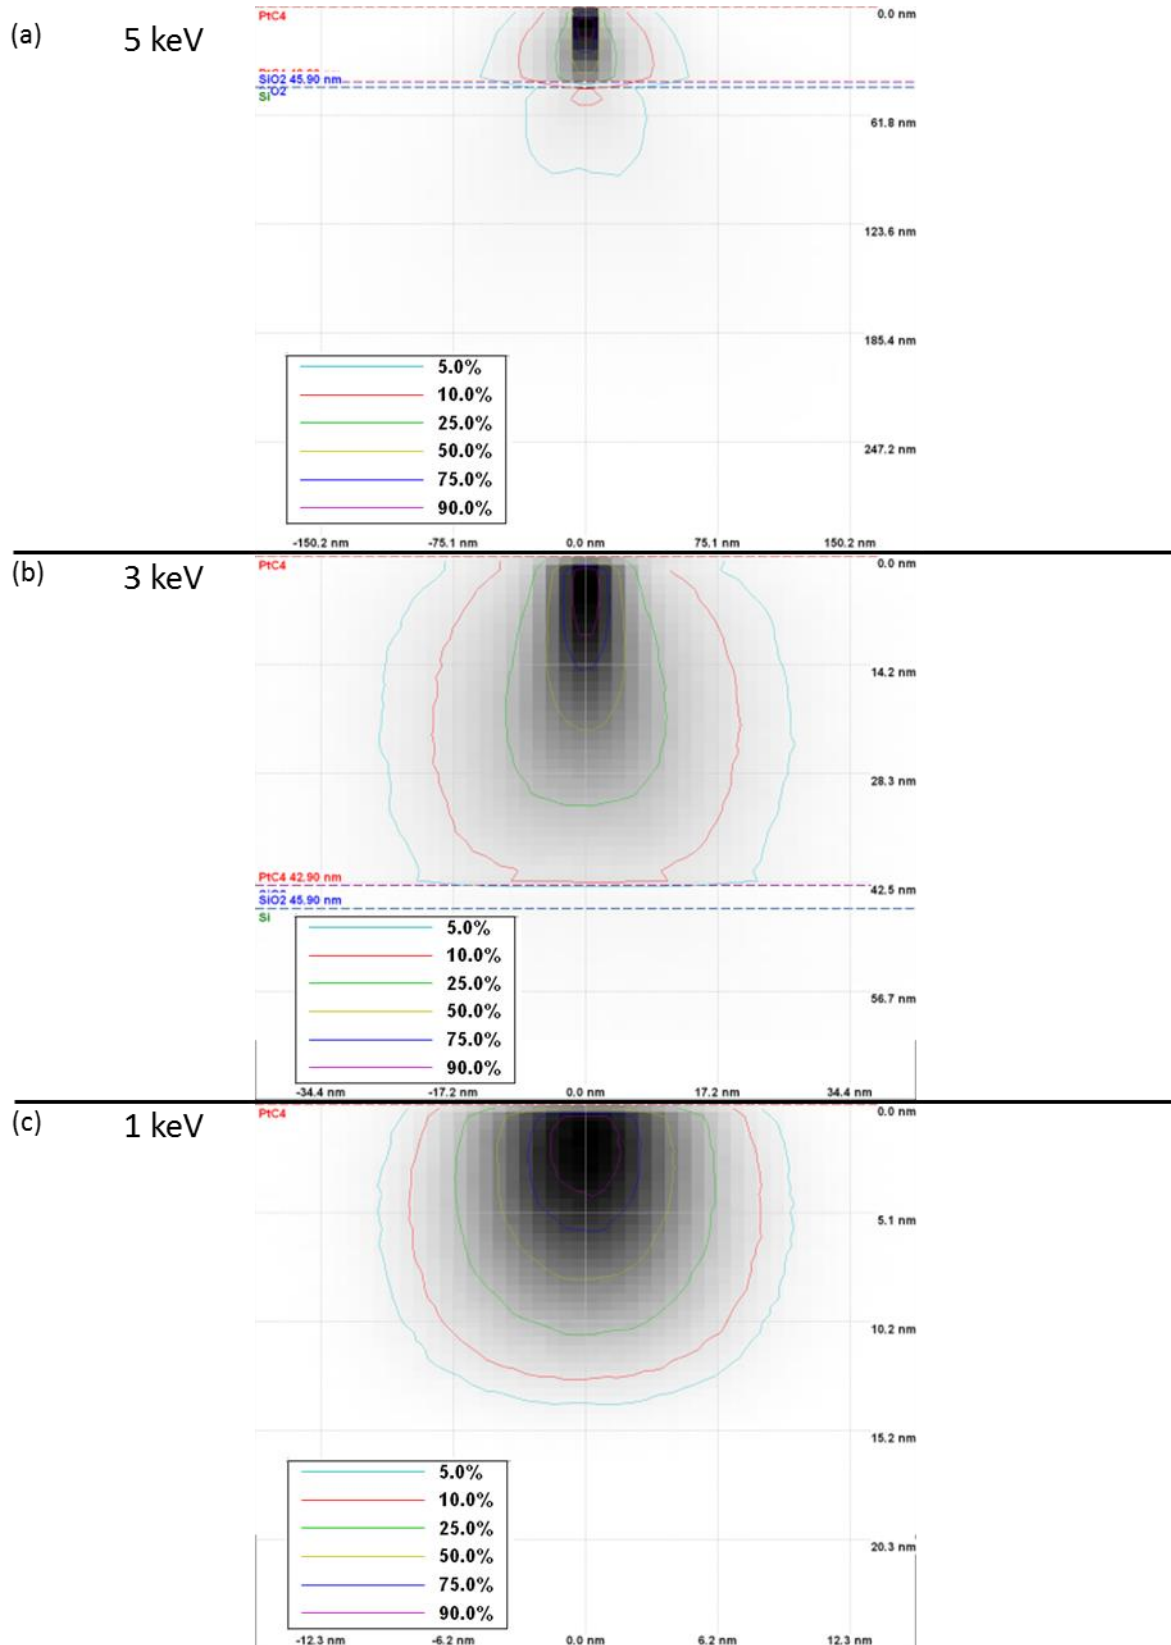 (a)
5 keV
PtC4
0.0 nm
SiO2 45.90 nm
Si
61.8 nm
123.6 nm
185.4 nm
5.0%
10.0%
25.0%
50.0%
75.0%
90.0%
247.2 nm
-150.2 nm -75.1 nm 0.0 nm 75.1 nm 150.2 nm
(b)
3 keV
PtC4
0.0 nm
14.2 nm
28.3 nm
PtC4 42.90 nm
42.5 nm
SiO2 45.90 nm
Si
5.0%
10.0%
25.0%
50.0%
75.0%
90.0%
56.7 nm
-34.4 nm -17.2 nm 0.0 nm 17.2 nm 34.4 nm
(c)
1 keV
PtC4
0.0 nm
5.1 nm
10.2 nm
15.2 nm
5.0%
10.0%
25.0%
50.0%
75.0%
90.0%
20.3 nm
-12.3 nm -6.2 nm 0.0 nm 6.2 nm 12.3 nm